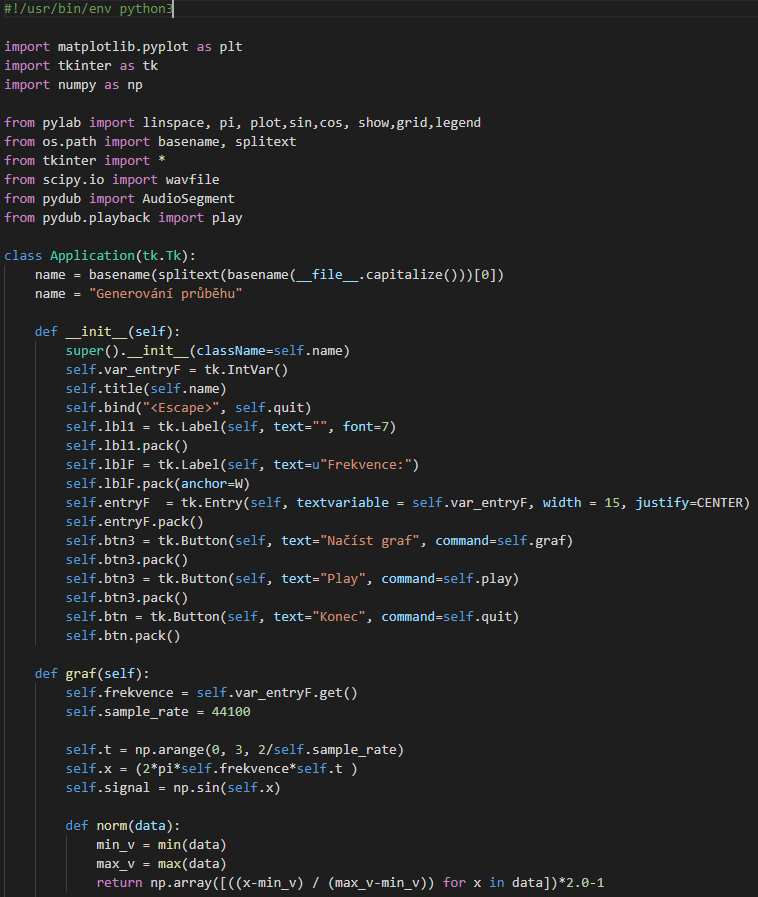 #!/usr/bin/env python3
import matplotlib.pyplot as plt
import tkinter as tk
import numpy as np
from pylab import linspace, pi, plot,sin,cos, show,grid,legend
from os.path import basename, splitext
from tkinter import *
from scipy.io import wavfile
from pydub import AudioSegment
from pydub.playback import play
class Application(tk.Tk):
    name = basename(splitext(basename(__file__.capitalize()))[0])
    name = "Generování průběhu"
    def __init__(self):
        super().__init__(className=self.name)
        self.var_entryF = tk.IntVar()
        self.title(self.name)
        self.bind("<Escape>", self.quit)
        self.lbl1 = tk.Label(self, text="", font=7)
        self.lbl1.pack()
        self.lblF = tk.Label(self, text=u"Frekvence:")
        self.lblF.pack(anchor=W)
        self.entryF  = tk.Entry(self, textvariable = self.var_entryF, width = 15, justify=CENTER)
        self.entryF.pack()
        self.btn3 = tk.Button(self, text="Načíst graf", command=self.graf)
        self.btn3.pack()
        self.btn3 = tk.Button(self, text="Play", command=self.play)
        self.btn3.pack()
        self.btn = tk.Button(self, text="Konec", command=self.quit)
        self.btn.pack()
    def graf(self):
        self.frekvence = self.var_entryF.get()
        self.sample_rate = 44100
        self.t = np.arange(0, 3, 2/self.sample_rate)
        self.x = (2*pi*self.frekvence*self.t )
        self.signal = np.sin(self.x)
        def norm(data):
            min_v = min(data)
            max_v = max(data)
            return np.array([((x-min_v) / (max_v-min_v)) for x in data])*2.0-1